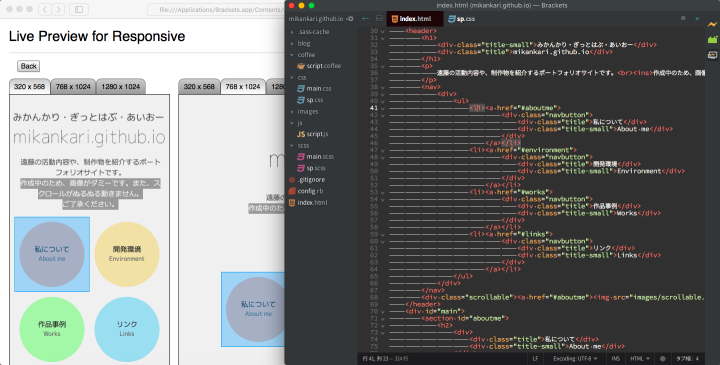 file:///Applications/Brackets.app/Contents/
Live Preview for Responsive
Back
320 x 568
768 x 1024
1280 x 1024
320 x 568
768 x 1024
1280 x 1024
みかんかり・ぎっとはぶ・あいおー
mikankari.github.io
遠藤の活動内容や、制作物を紹介するポート
フォリオサイトです。
作成中のため、画像がダミーです。また、ス
クロールがぬるぬる動きません。
ご了承ください。
私について
About me
開発環境
Environment
作品事例
Works
リンク
Links
遠藤の
作成中のた
私について
About me
index.html (mikankari.github.io) — Brackets
mikankari.github.io
.sass-cache
blog
coffee
script.coffee
css
main.css
sp.css
images
js
script.js
scss
main.scss
sp.scss
.gitignore
config.rb
index.html
index.html
sp.css
30 <header>
31 <h1>
32 <div·class="title-small">みかんかり・ぎっとはぶ・あいおー</div>
33 <div·class="title">mikankari.github.io</div>
34 </h1>
35 <p>
36 遠藤の活動内容や、制作物を紹介するポートフォリオサイトです。<br><ins>作成中のため、画像
37 </p>
38 <nav>
39 <div>
40 <ul>
41 <li><a·href="#aboutme">
42 <div·class="navbutton">
43 <div·class="title">私について</div>
44 <div·class="title-small">About·me</div>
45 </div>
46 </a></li>
47 <li><a·href="#environment">
48 <div·class="navbutton">
49 <div·class="title">開発環境</div>
50 <div·class="title-small">Environment</div>
51 </div>
52 </a></li>
53 <li><a·href="#works">
54 <div·class="navbutton">
55 <div·class="title">作品事例</div>
56 <div·class="title-small">Works</div>
57 </div>
58 </a></li>
59 <li><a·href="#links">
60 <div·class="navbutton">
61 <div·class="title">リンク</div>
62 <div·class="title-small">Links</div>
63 </div>
64 </a></li>
65 </ul>
66 </div>
67 </nav>
68 <div·class="scrollable"><a·href="#aboutme"><img·src="images/scrollable.
69 </header>
70 <div·id="main">
71 <section·id="aboutme">
72 <h2>
73 <div·class="title">私について</div>
74 <div·class="title-small">About·me</div>
行 41, 列 23 — 324 行
LF
Encoding: UTF-8
INS
HTML
タブ幅: 4